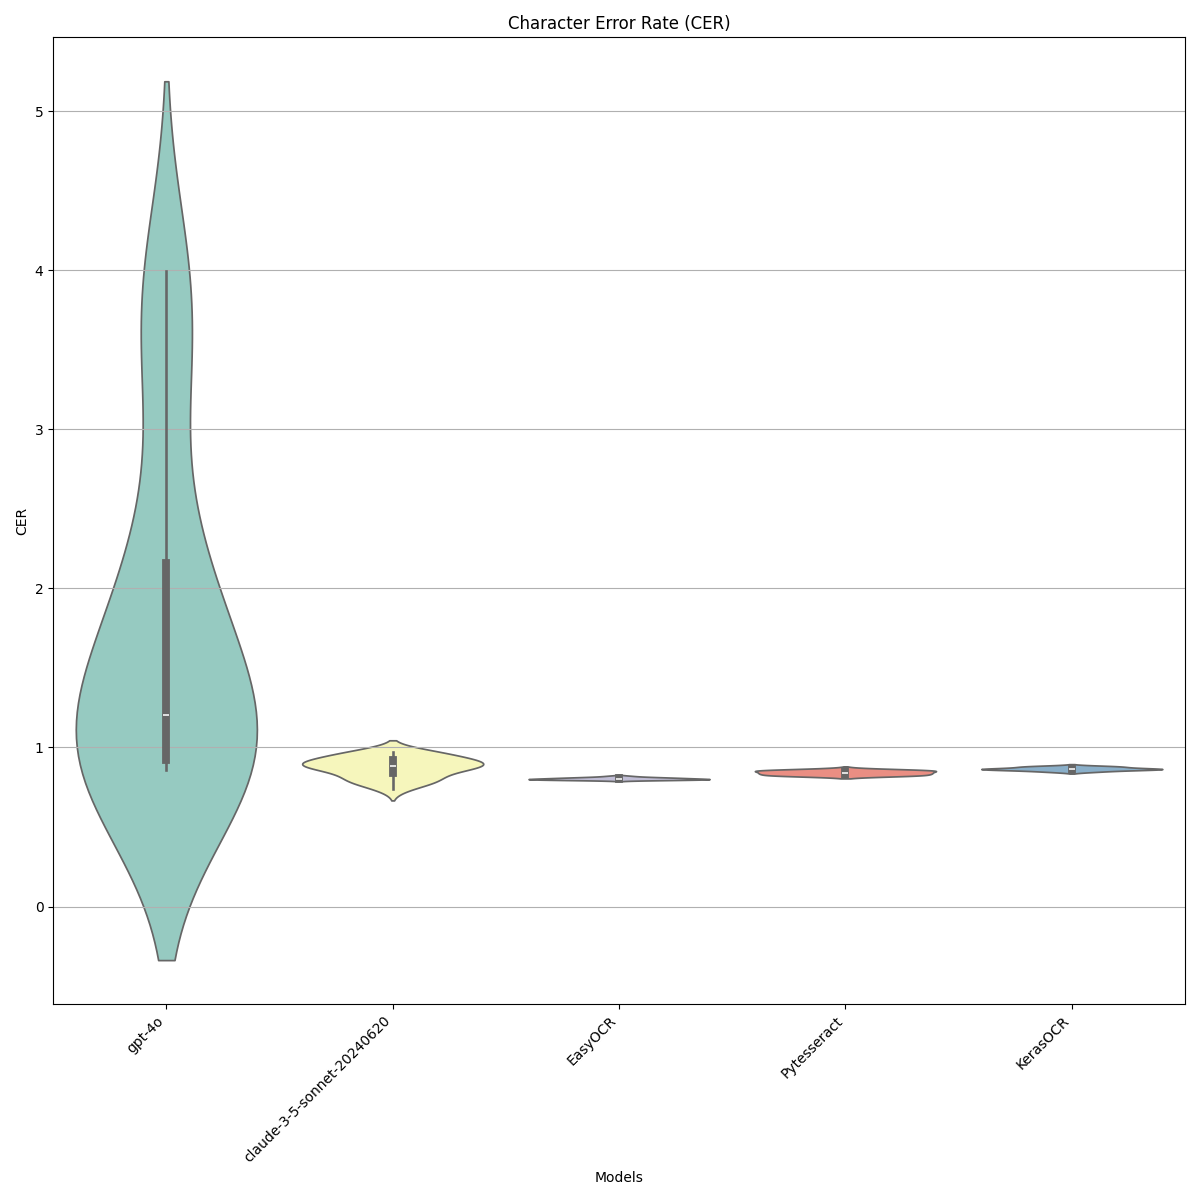 Character Error Rate (CER)
5
4
3
2
1
0
CER
gpt-4o
claude-3-5-sonnet-20240620
EasyOCR
Pytesseract
KerasOCR
Models